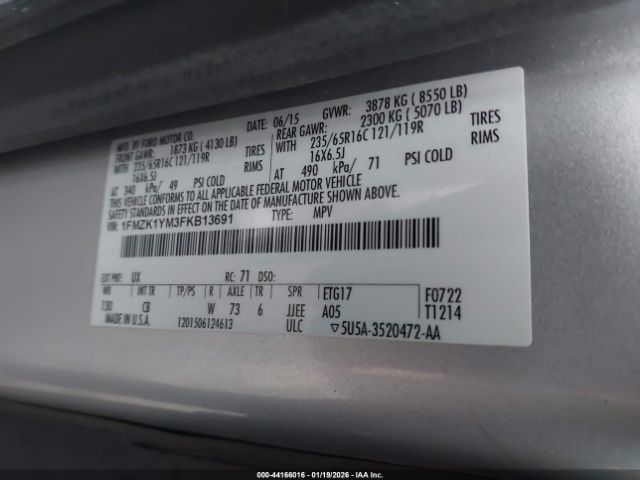 MFD. BY FORD MOTOR CO.
DATE: 06/15 GVWR: 3878 KG ( 8550 LB)
FRONT GAWR: 1873 KG ( 4130 LB) REAR GAWR: 2300 KG ( 5070 LB)
WITH 235/65R16C 121/119R TIRES WITH 235/65R16C 121/119R TIRES
16X6.5J RIMS 16X6.5J RIMS
AT 340 kPa/ 49 PSI COLD AT 490 kPa/ 71 PSI COLD
THIS VEHICLE CONFORMS TO ALL APPLICABLE FEDERAL MOTOR VEHICLE
SAFETY STANDARDS IN EFFECT ON THE DATE OF MANUFACTURE SHOWN ABOVE.
VIN: 1FMZK1YM3FKB13691
TYPE: MPV
EXT PNT: UX RC: 71 DSO:
WB INT TR TP/PS R AXLE TR SPR ETG17 F0722
130 CB W 73 6 JJEE A05 T1214
MADE IN U.S.A. 1201506124613 ULC ▽5U5A-3520472-AA
000-44166016 - 01/19/2026 - IAAI.COM